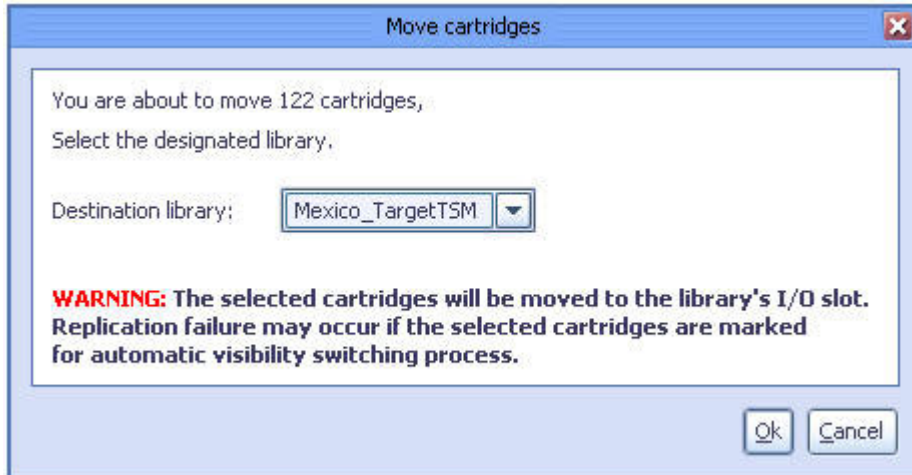 Move cartridges
You are about to move 122 cartridges,
Select the designated library.
Destination library: Mexico_TargetTSM
WARNING: The selected cartridges will be moved to the library's I/O slot.
Replication failure may occur if the selected cartridges are marked
for automatic visibility switching process.
Ok Cancel